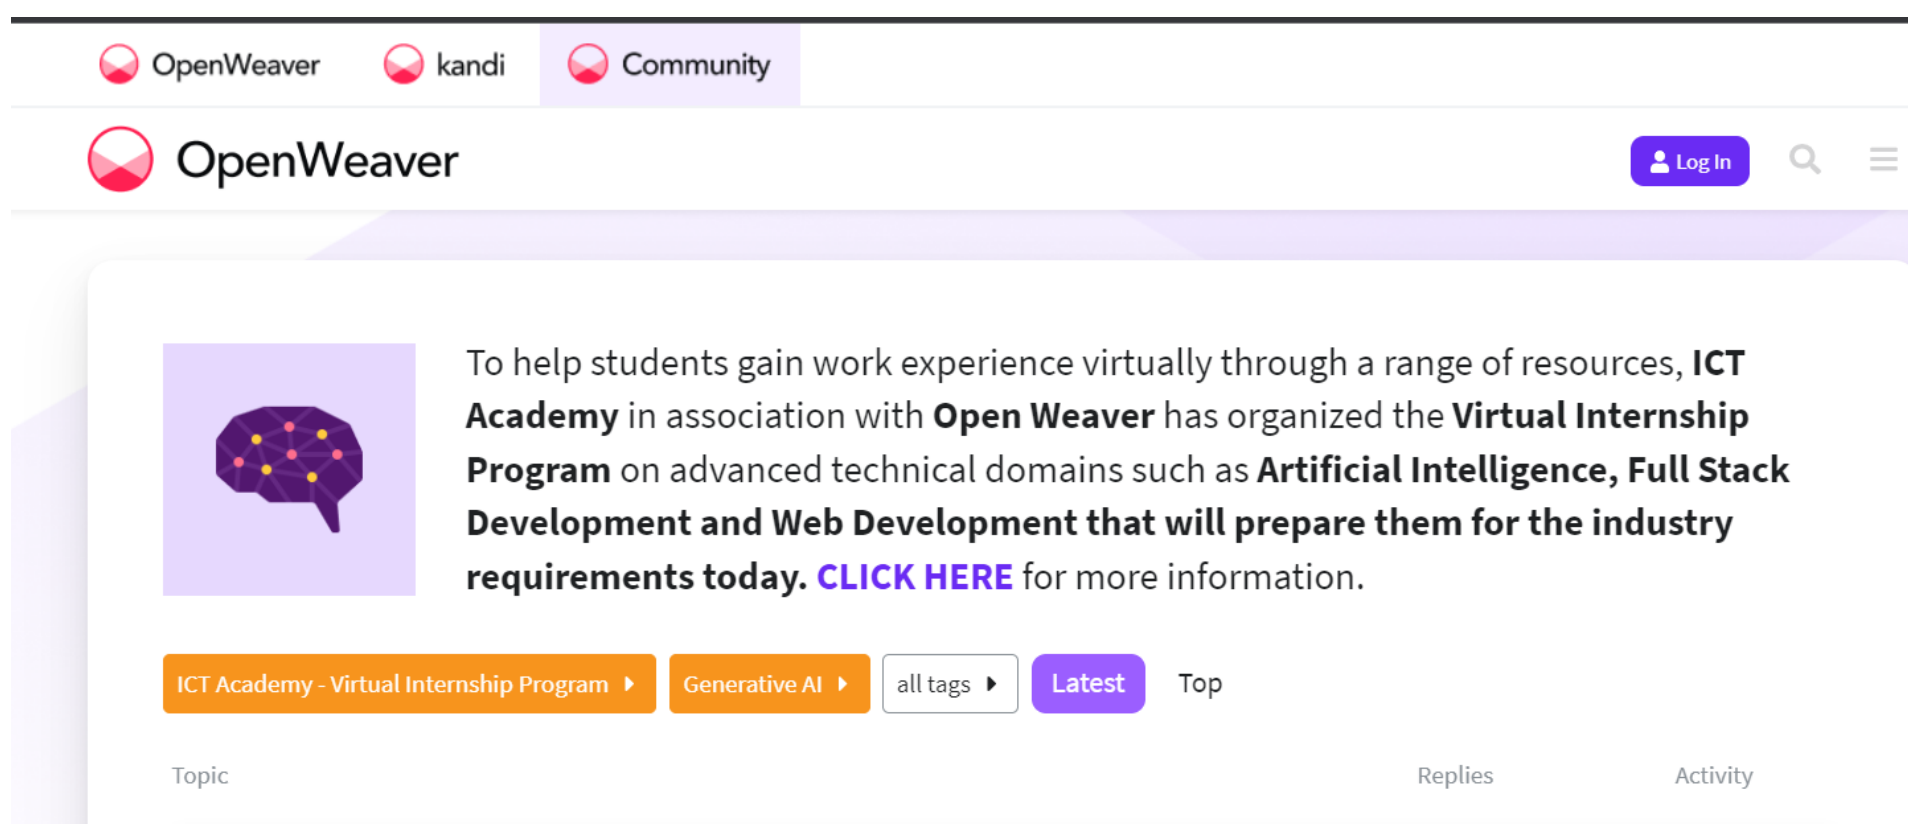 OpenWeaver kandi Community
OpenWeaver Log In
To help students gain work experience virtually through a range of resources, ICT
Academy in association with Open Weaver has organized the Virtual Internship
Program on advanced technical domains such as Artificial Intelligence, Full Stack
Development and Web Development that will prepare them for the industry
requirements today. CLICK HERE for more information.
ICT Academy - Virtual Internship Program Generative AI all tags Latest Top
Topic Replies Activity